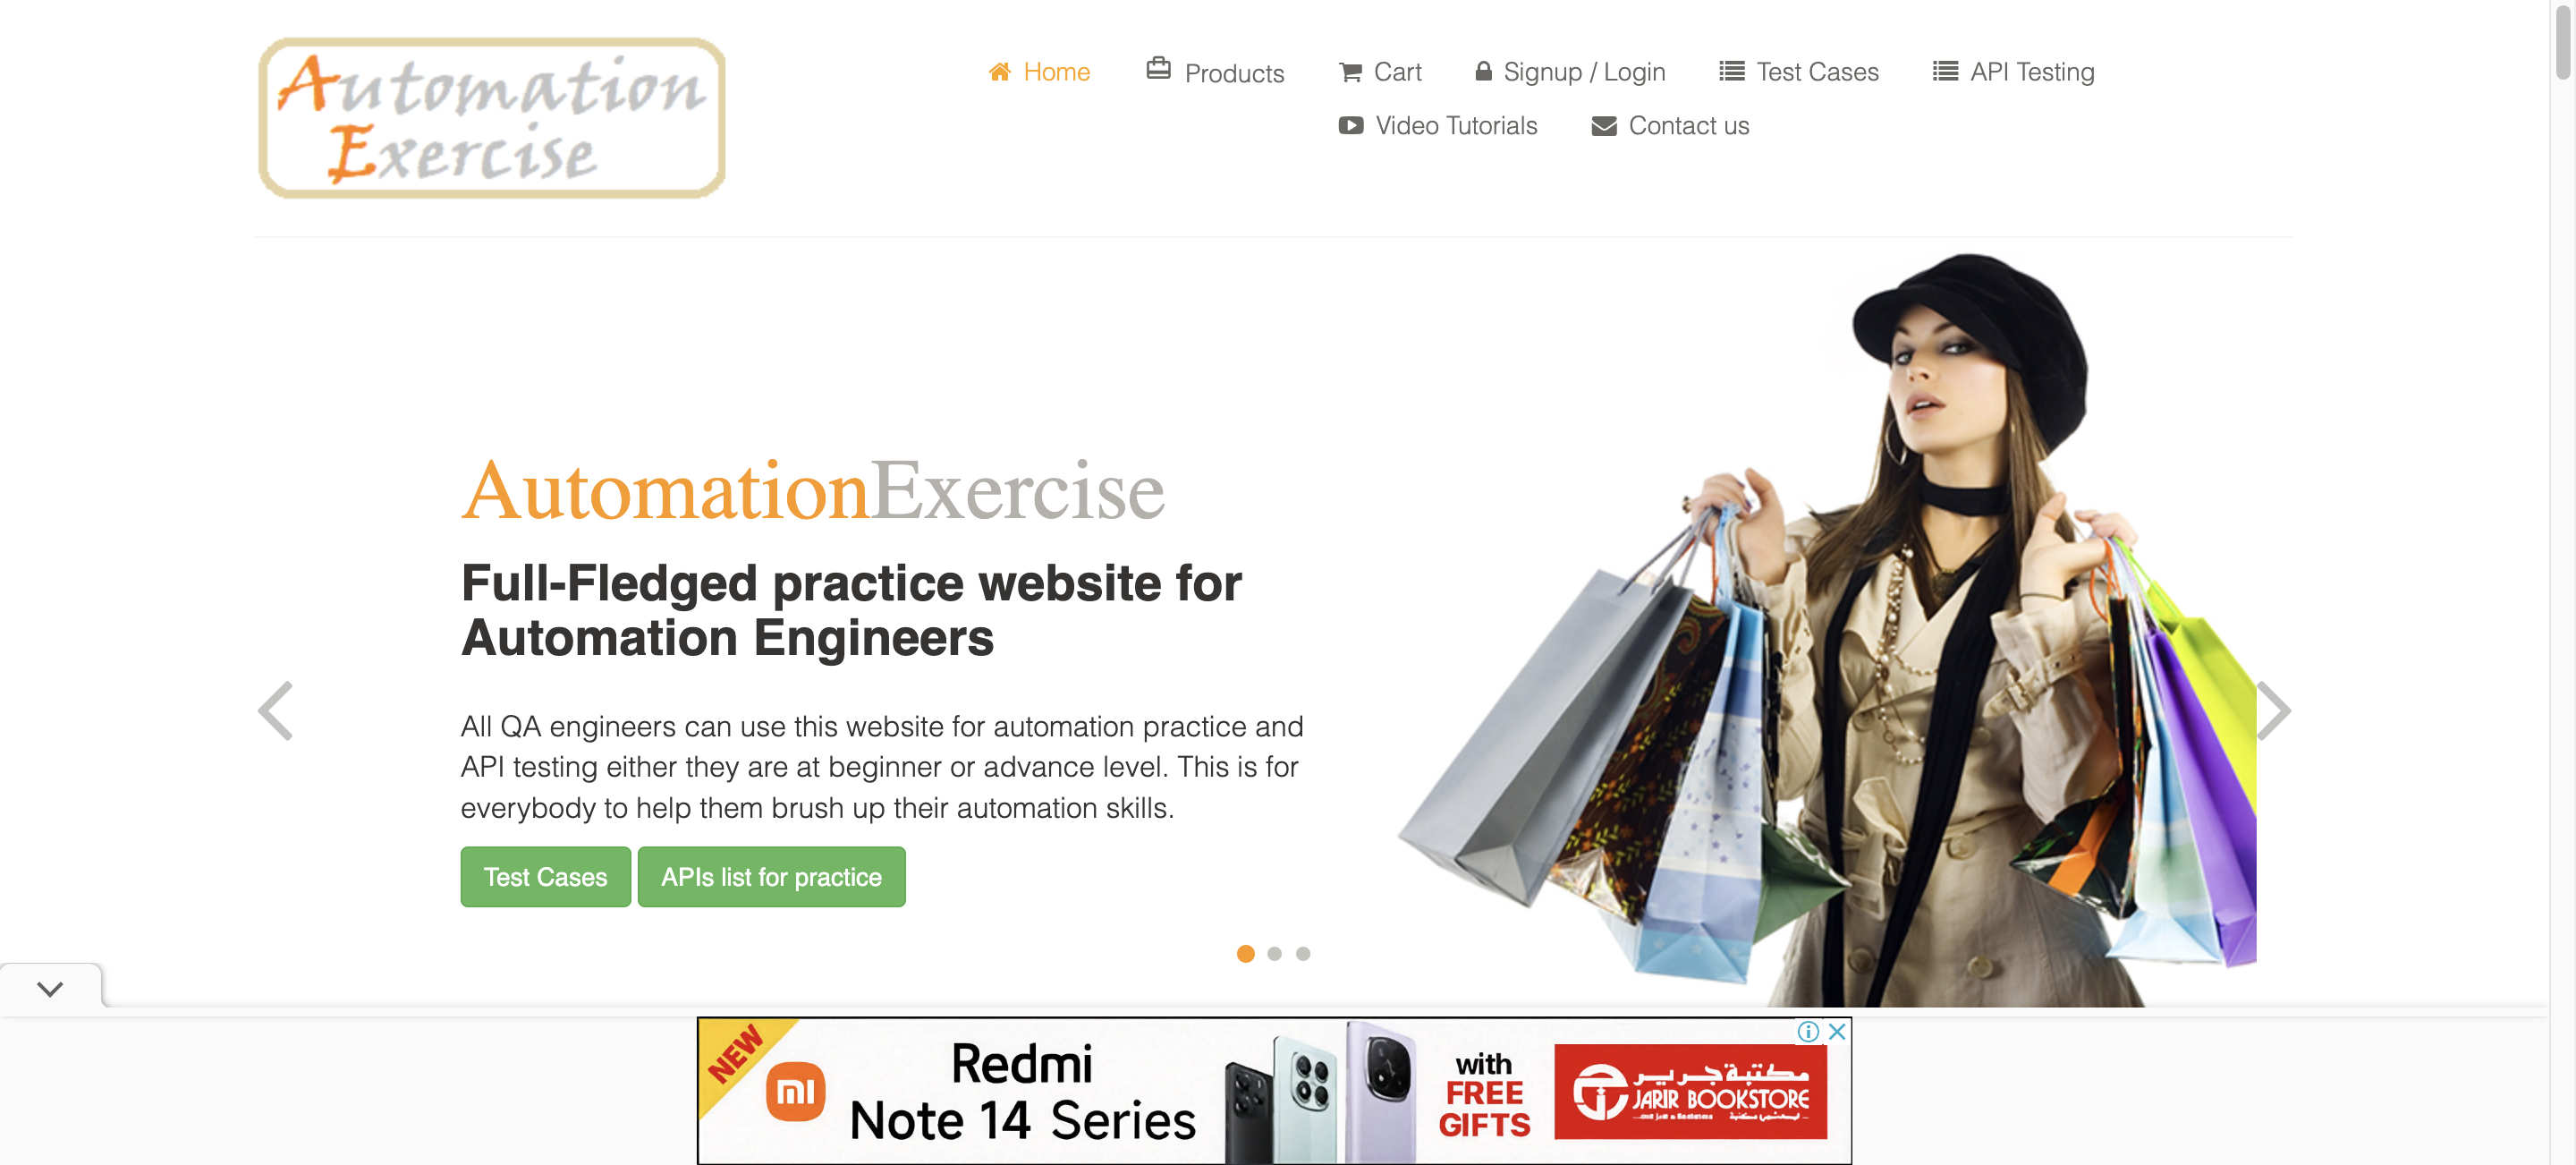 Automation
Exercise
Home
Products
Cart
Signup / Login
Test Cases
API Testing
Video Tutorials
Contact us
AutomationExercise
Full-Fledged practice website for
Automation Engineers
All QA engineers can use this website for automation practice and
API testing either they are at beginner or advance level. This is for
everybody to help them brush up their automation skills.
Test Cases
APIs list for practice
NEW
mi
Redmi
Note 14 Series
with
FREE
GIFTS
مكتبة جرير
JARIR BOOKSTORE